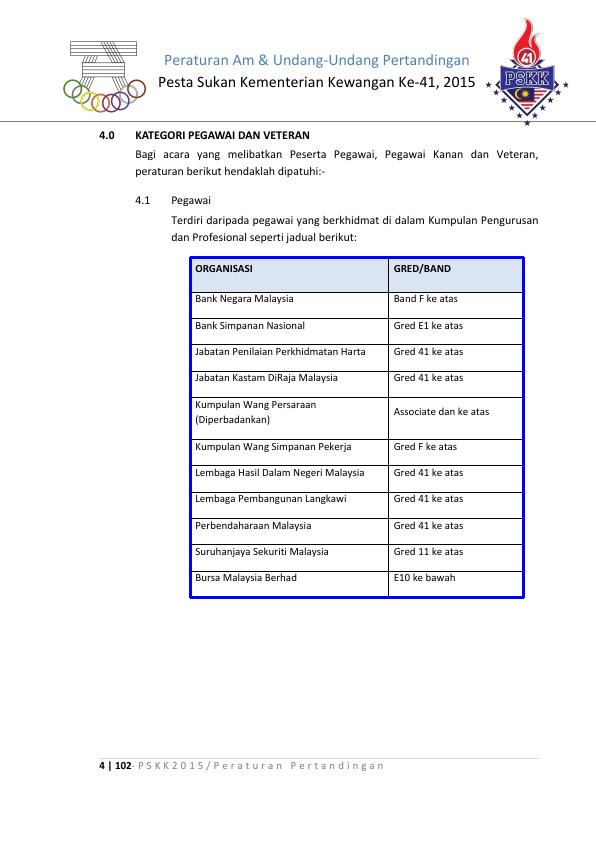 Peraturan Am & Undang-Undang Pertandingan
Pesta Sukan Kementerian Kewangan Ke-41, 2015
41
PSKK
4.0 KATEGORI PEGAWAI DAN VETERAN
Bagi acara yang melibatkan Peserta Pegawai, Pegawai Kanan dan Veteran,
peraturan berikut hendaklah dipatuhi:-
4.1 Pegawai
Terdiri daripada pegawai yang berkhidmat di dalam Kumpulan Pengurusan
dan Profesional seperti jadual berikut:
ORGANISASI GRED/BAND
Bank Negara Malaysia Band F ke atas
Bank Simpanan Nasional Gred E1 ke atas
Jabatan Penilaian Perkhidmatan Harta Gred 41 ke atas
Jabatan Kastam DiRaja Malaysia Gred 41 ke atas
Kumpulan Wang Persaraan
(Diperbadankan) Associate dan ke atas
Kumpulan Wang Simpanan Pekerja Gred F ke atas
Lembaga Hasil Dalam Negeri Malaysia Gred 41 ke atas
Lembaga Pembangunan Langkawi Gred 41 ke atas
Perbendaharaan Malaysia Gred 41 ke atas
Suruhanjaya Sekuriti Malaysia Gred 11 ke atas
Bursa Malaysia Berhad E10 ke bawah
4 | 102- PSKK2015/Peraturan Pertandingan